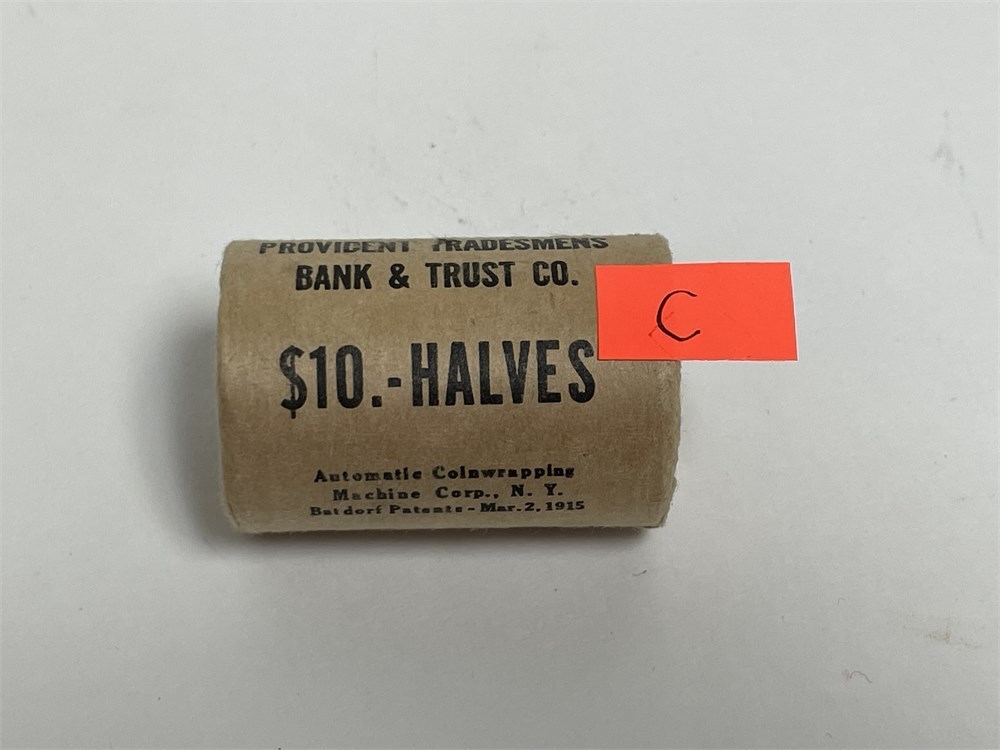 PROVIDENT TRADESMENS
BANK & TRUST CO.
C
$10.-HALVES
Automatic Coinwrapping
Machine Corp., N. Y.
Batdorf Patents - Mar. 2, 1915